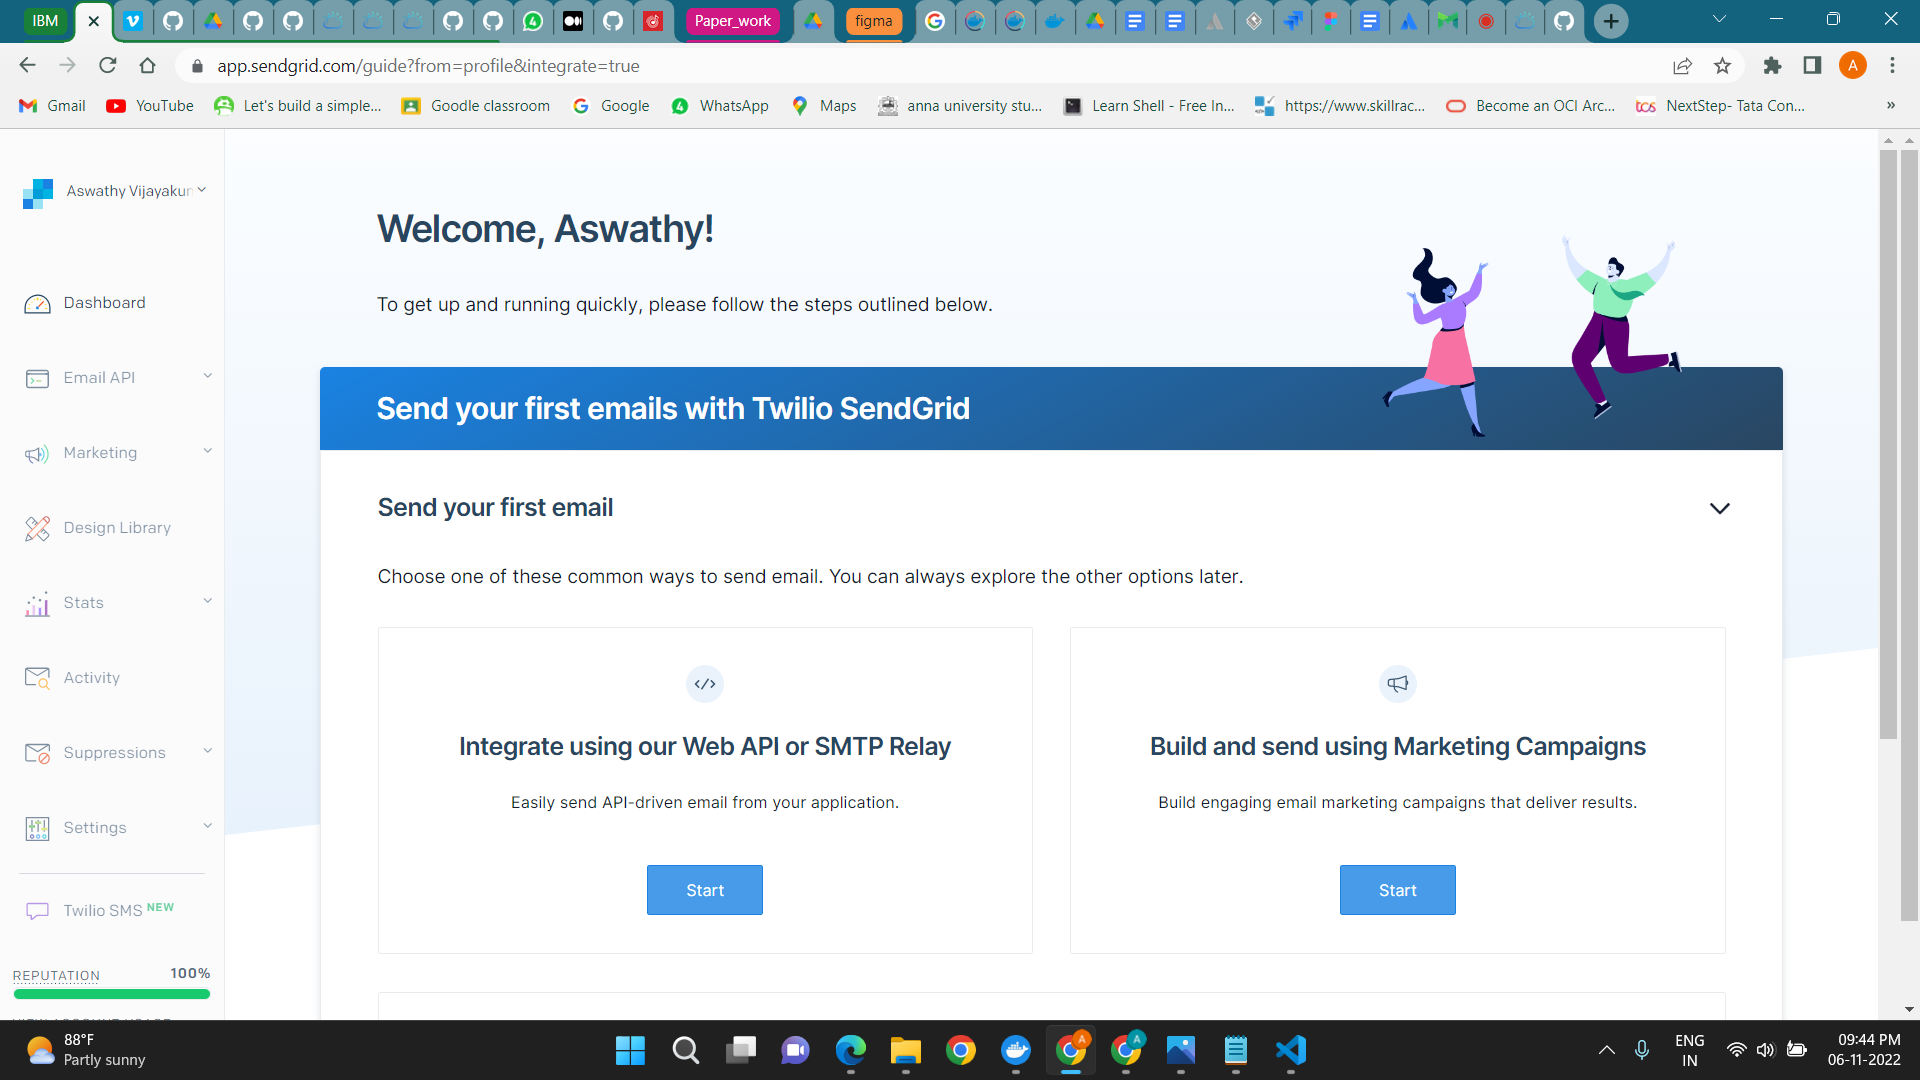 IBM
Paper_work
figma
app.sendgrid.com/guide?from=profile&integrate=true
A
Gmail
YouTube
Let's build a simple...
Goodle classroom
Google
WhatsApp
Maps
anna university stu...
Learn Shell - Free In...
https://www.skillrac...
Become an OCI Arc...
NextStep- Tata Con...
»
Aswathy Vijayakun
Dashboard
Email API
Marketing
Design Library
Stats
Activity
Suppressions
Settings
Twilio SMS NEW
REPUTATION 100%
Welcome, Aswathy!
To get up and running quickly, please follow the steps outlined below.
Send your first emails with Twilio SendGrid
Send your first email
Choose one of these common ways to send email. You can always explore the other options later.
Integrate using our Web API or SMTP Relay
Easily send API-driven email from your application.
Start
Build and send using Marketing Campaigns
Build engaging email marketing campaigns that deliver results.
Start
88°F
Partly sunny
ENG
IN
09:44 PM
06-11-2022